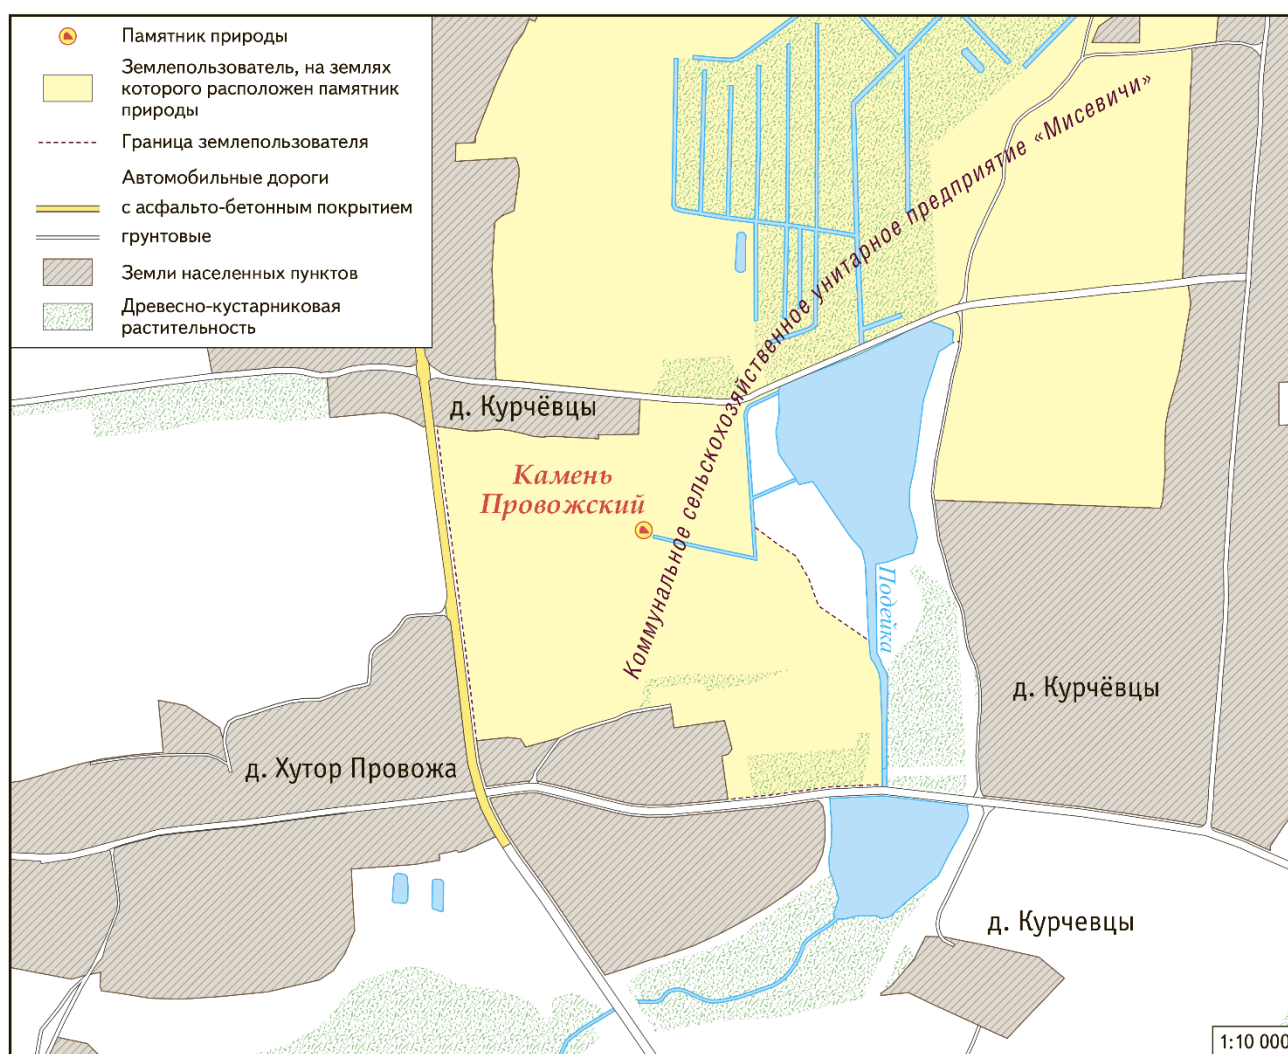 Памятник природы
Землепользователь, на землях
которого расположен памятник
природы
Граница землепользователя
Автомобильные дороги
с асфальто-бетонным покрытием
грунтовые
Земли населенных пунктов
Древесно-кустарниковая
растительность
Коммунальное сельскохозяйственное унитарное предприятие «Мисевичи»
д. Курчёвцы
Камень
Провожский
Подейка
д. Курчёвцы
д. Хутор Провожа
д. Курчевцы
1:10 000